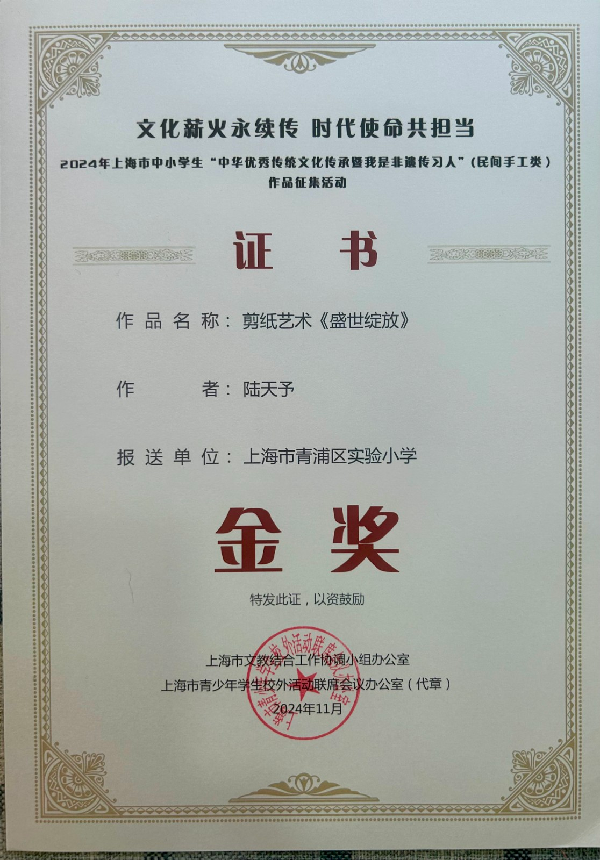 文化薪火永续传 时代使命共担当
2024年上海市中小学生“中华优秀传统文化传承暨我是非遗传习人”(民间手工类)
作品征集活动
证 书
作 品 名 称： 剪纸艺术《盛世绽放》
作 者： 陆天予
报 送 单 位： 上海市青浦区实验小学
金 奖
特发此证，以资鼓励
上海市文教结合工作协调小组办公室
上海市青少年学生校外活动联席会议办公室（代章）
2024年11月